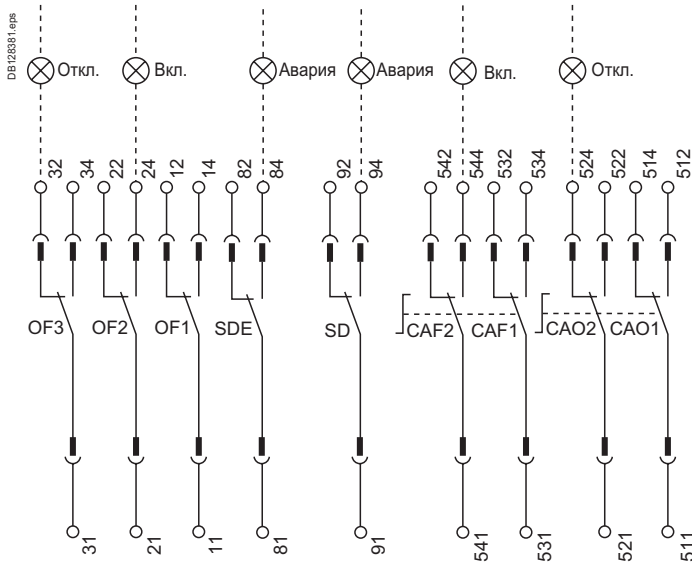 DB128381.eps
Откл. Вкл. Авария Авария Вкл. Откл.
32 34 22 24 12 14 82 84 92 94 542 544 532 534 524 522 514 512
OF3 OF2 OF1 SDE SD CAF2 CAF1 CAO2 CAO1
31 21 11 81 91 541 531 521 511